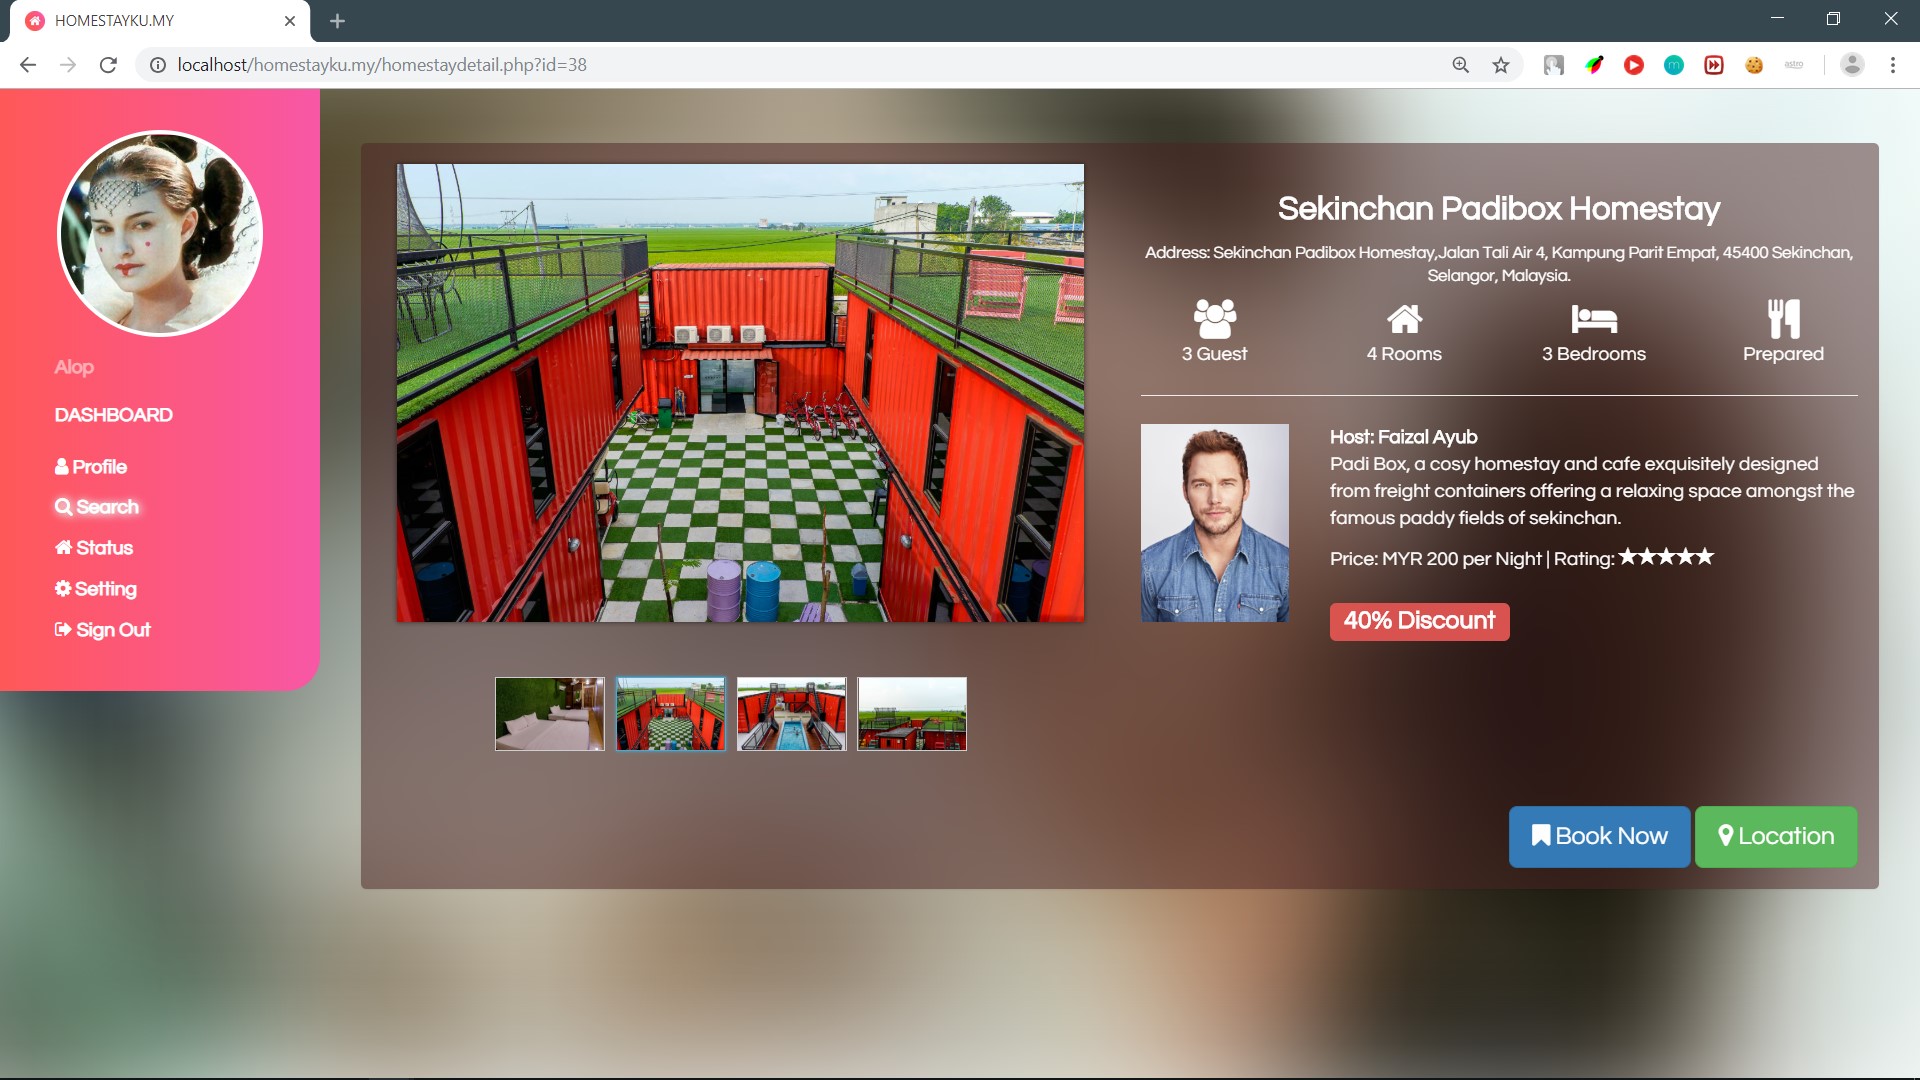 HOMESTAYKU.MY
localhost/homestayku.my/homestaydetail.php?id=38
astro
Alop
DASHBOARD
Profile
Search
Status
Setting
Sign Out
Sekinchan Padibox Homestay
Address: Sekinchan Padibox Homestay,Jalan Tali Air 4, Kampung Parit Empat, 45400 Sekinchan,
Selangor, Malaysia.
3 Guest
4 Rooms
3 Bedrooms
Prepared
Host: Faizal Ayub
Padi Box, a cosy homestay and cafe exquisitely designed
from freight containers offering a relaxing space amongst the
famous paddy fields of sekinchan.
Price: MYR 200 per Night | Rating: ★★★★★
40% Discount
Book Now
Location